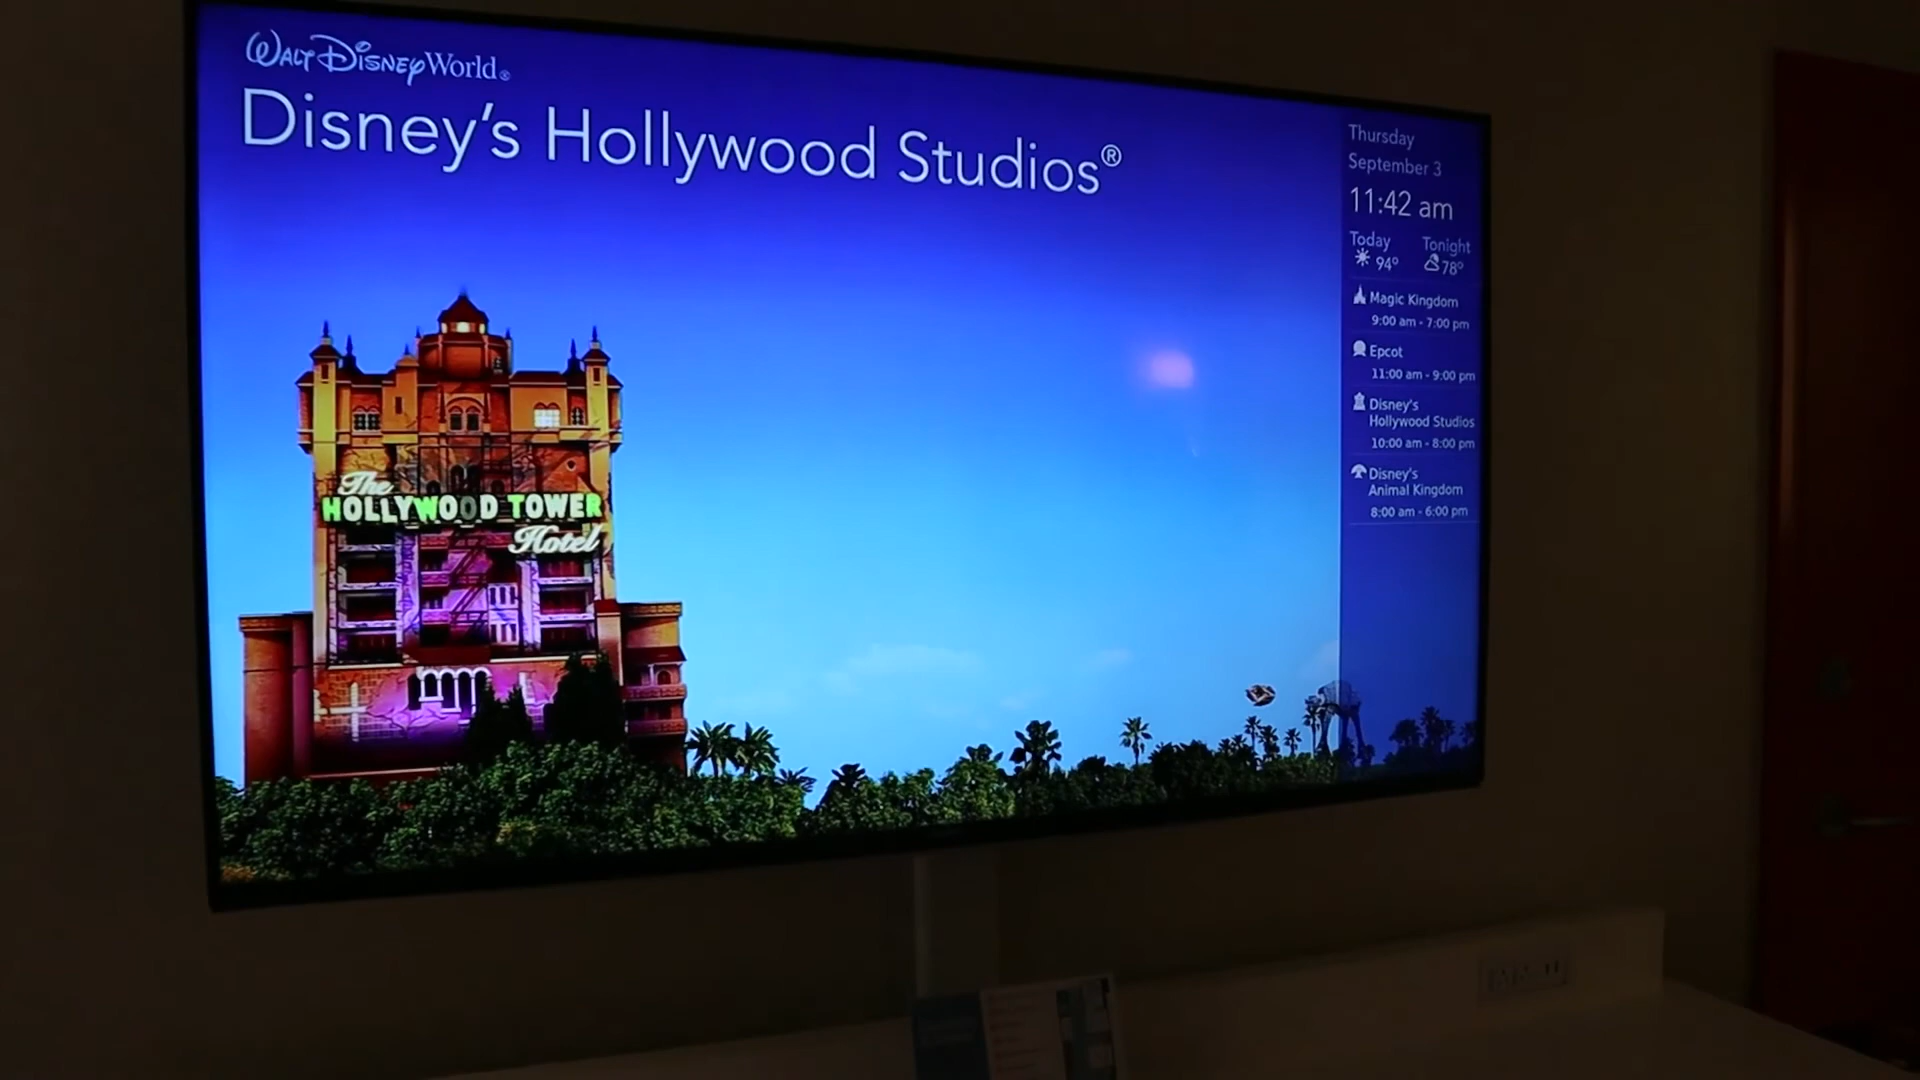 Walt Disney World®
Disney's Hollywood Studios®
The
HOLLYWOOD TOWER
Hotel
Thursday
September 3
11:42 am
Today Tonight
94° 78°
Magic Kingdom
9:00 am - 7:00 pm
Epcot
11:00 am - 9:00 pm
Disney's
Hollywood Studios
10:00 am - 8:00 pm
Disney's
Animal Kingdom
8:00 am - 6:00 pm